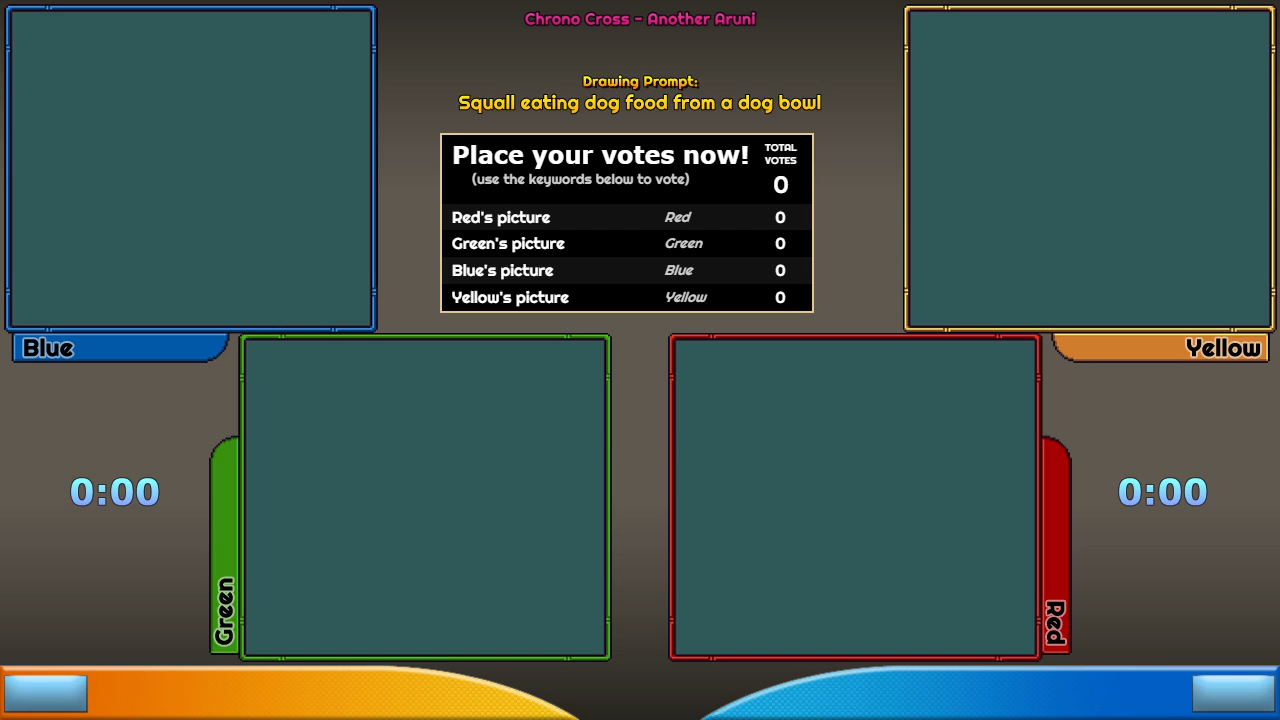 Chrono Cross - Another Aruni
Drawing Prompt:
Squall eating dog food from a dog bowl
Place your votes now!
TOTAL VOTES
(use the keywords below to vote)
0
Red's picture Red 0
Green's picture Green 0
Blue's picture Blue 0
Yellow's picture Yellow 0
Blue
Yellow
0:00
0:00
Green
Red